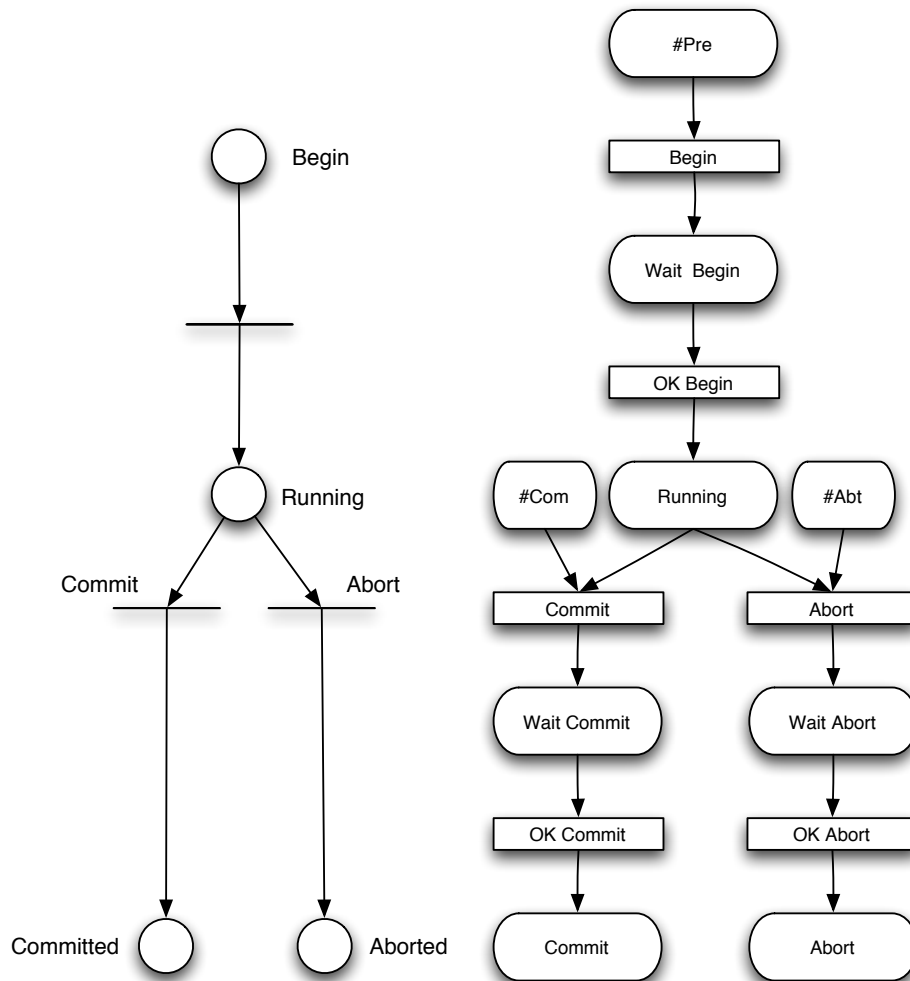 #Pre
Begin
Begin
Wait Begin
OK Begin
Running
#Com
Running
#Abt
Commit
Abort
Commit
Abort
Wait Commit
Wait Abort
OK Commit
OK Abort
Committed
Aborted
Commit
Abort